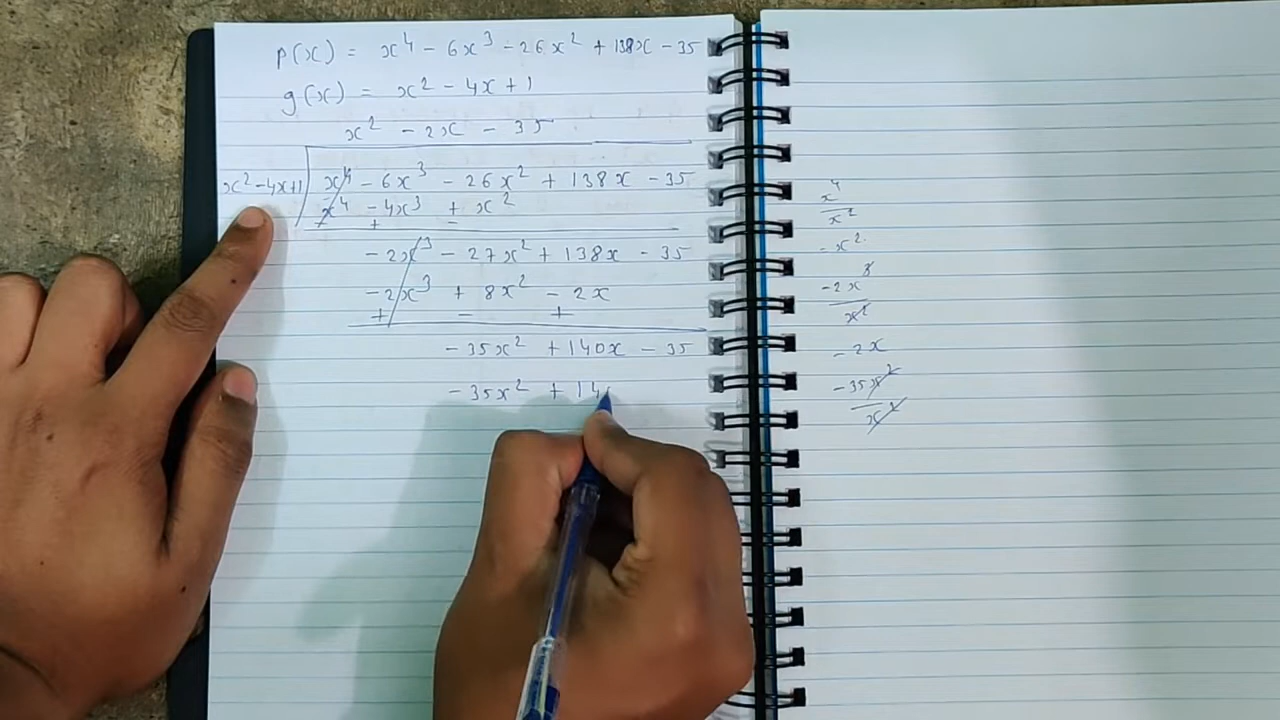 p(x) = x⁴ - 6x³ - 26x² + 138x - 35
g(x) = x² - 4x + 1
x² - 2x - 35
x² - 4x + 1 x⁴ - 6x³ - 26x² + 138x - 35
x⁴ - 4x³ + x²
- + -
- 2x³ - 27x² + 138x - 35
- 2x³ + 8x² - 2x
+ - +
- 35x² + 140x - 35
- 35x² + 14
x⁴
x²
- x²
- 2x
x²
- 2x
- 35x²
x²